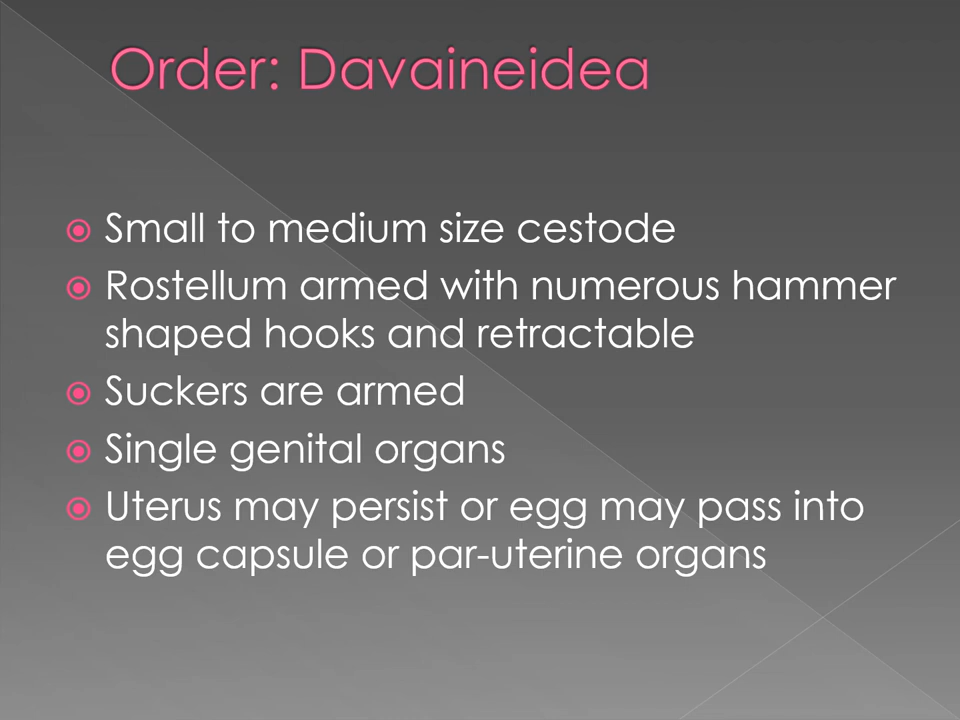 Order: Davaineidea
Small to medium size cestode
Rostellum armed with numerous hammer
shaped hooks and retractable
Suckers are armed
Single genital organs
Uterus may persist or egg may pass into
egg capsule or par-uterine organs